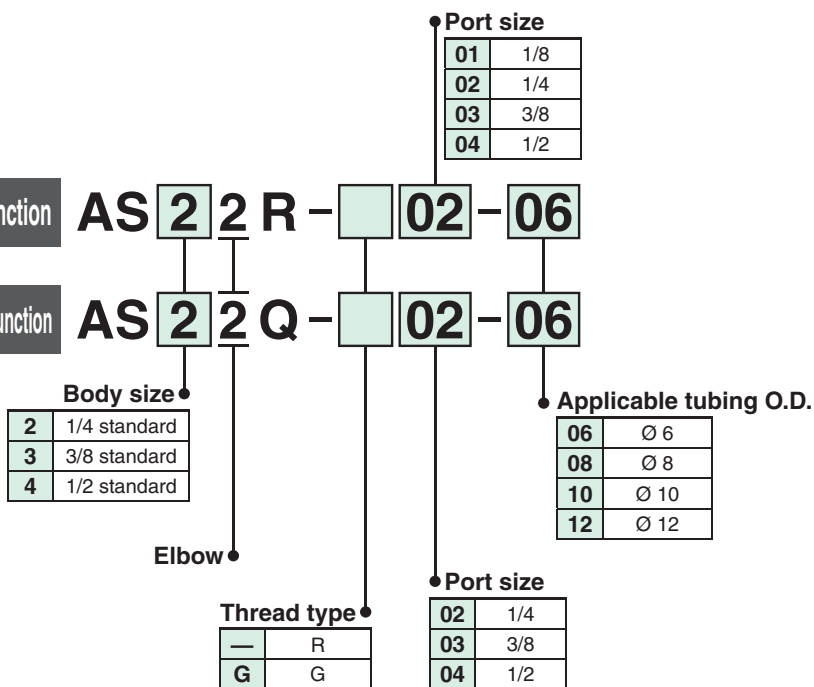 Port size
01 1/8
02 1/4
03 3/8
04 1/2
AS 2 2 R - 02 - 06
AS 2 2 Q - 02 - 06
Body size
2 1/4 standard
3 3/8 standard
4 1/2 standard
Applicable tubing O.D.
06 Ø 6
08 Ø 8
10 Ø 10
12 Ø 12
Elbow
Thread type
— R
G G
Port size
02 1/4
03 3/8
04 1/2